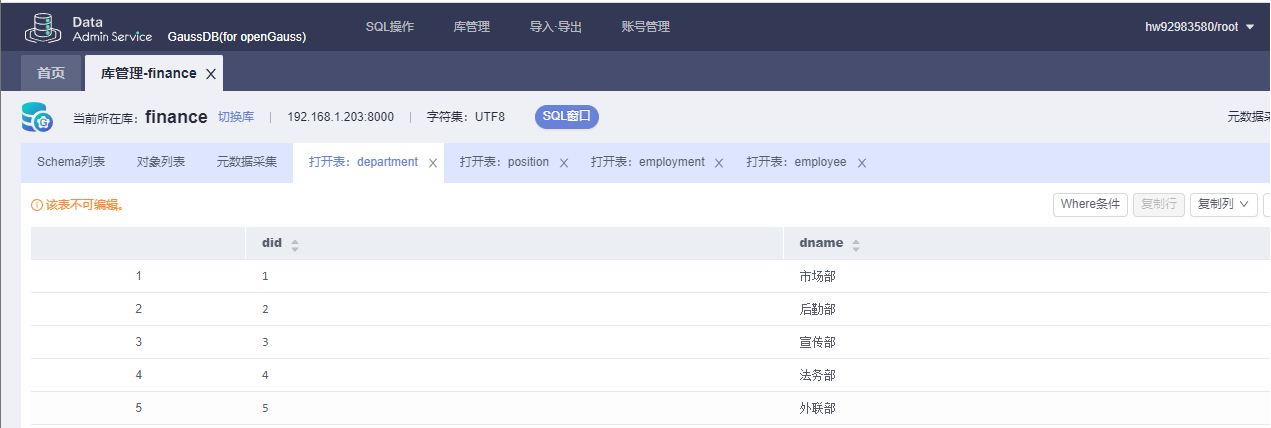 Data
Admin Service GaussDB(for openGauss) SQL操作 库管理 导入·导出 账号管理 hw92983580/root
首页 库管理-finance
当前所在库：finance 切换库 | 192.168.1.203:8000 | 字符集：UTF8 SQL窗口 元数据采
Schema列表 对象列表 元数据采集 打开表：department 打开表：position 打开表：employment 打开表：employee
该表不可编辑。 Where条件 复制行 复制列
did dname
1 1 市场部
2 2 后勤部
3 3 宣传部
4 4 法务部
5 5 外联部